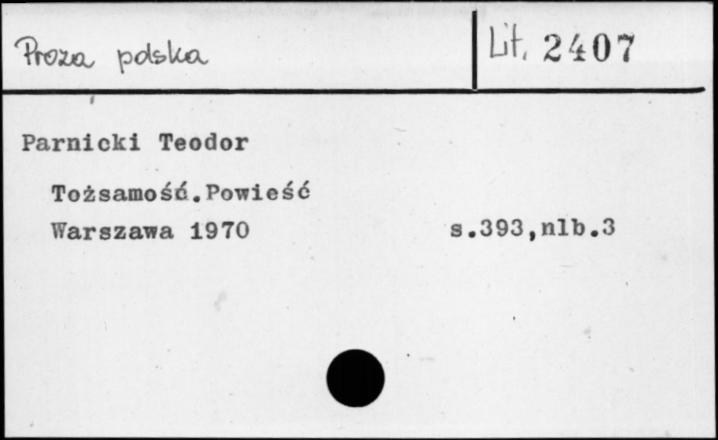 Proza polska
Lit. 2407
Parnicki Teodor
Tożsamość.Powieść
Warszawa 1970 s.393,nlb.3